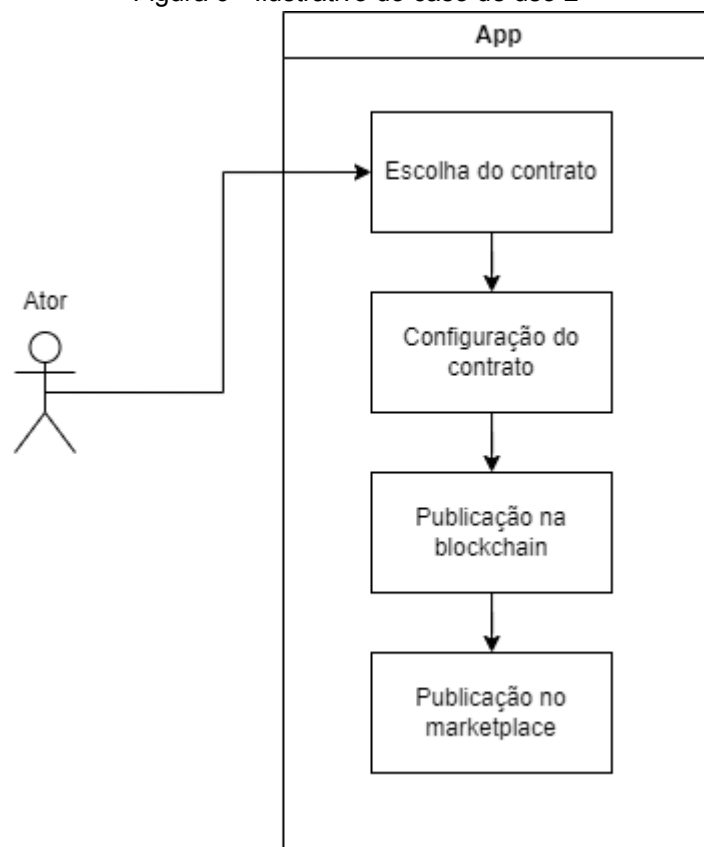 App
Escolha do contrato
Ator
Configuração do
contrato
Publicação na
blockchain
Publicação no
marketplace